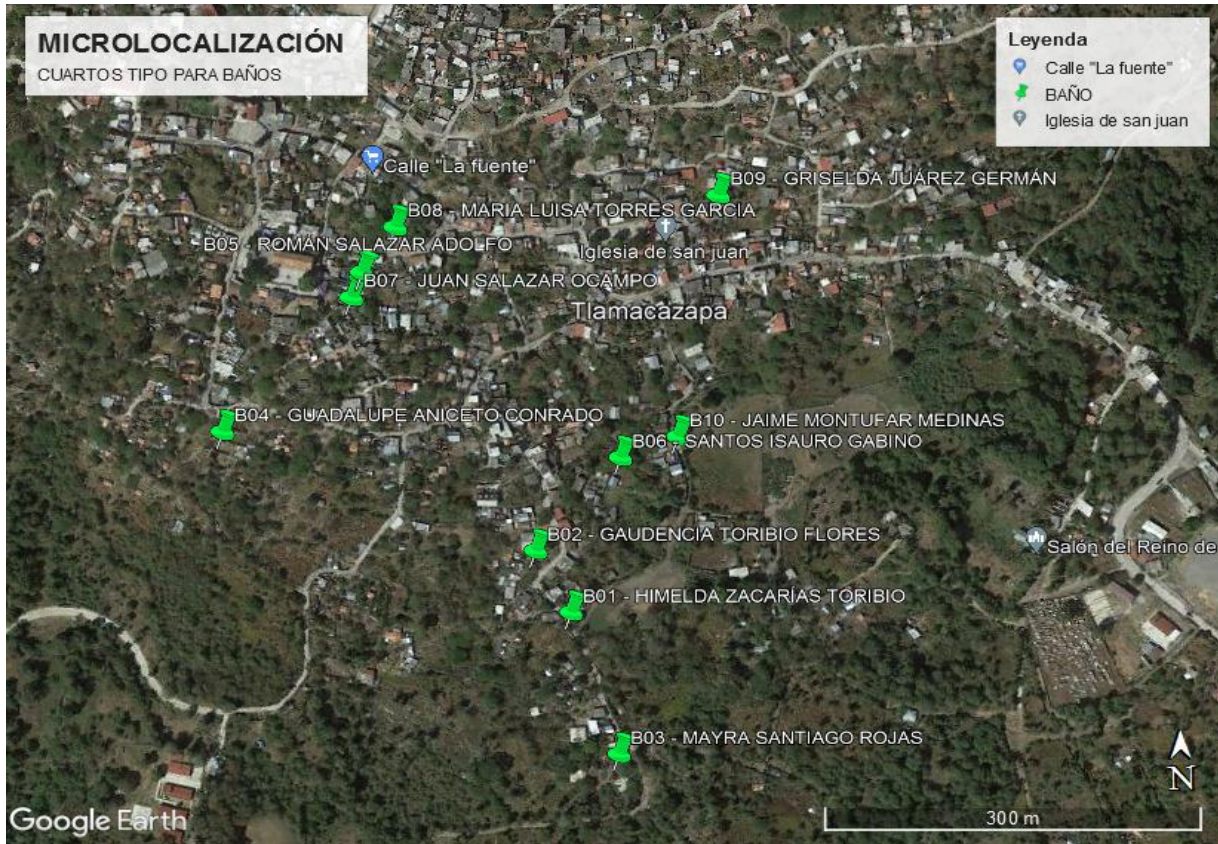 MICROLOCALIZACIÓN
CUARTOS TIPO PARA BAÑOS
Leyenda
Calle "La fuente"
BAÑO
Iglesia de san juan
Calle "La fuente"
B09 - GRISELDA JUÁREZ GERMÁN
B08 - MARIA LUISA TORRES GARCIA
B05 - ROMÁN SALAZAR ADOLFO
Iglesia de san juan
B07 - JUAN SALAZAR OCAMPO
Tlamacazapa
B04 - GUADALUPE ANICETO CONRADO
B10 - JAIME MONTUFAR MEDINAS
B06 - SANTOS ISAURO GABINO
B02 - GAUDENCIA TORIBIO FLORES
Salón del Reino de
B01 - HIMELDA ZACARÍAS TORIBIO
B03 - MAYRA SANTIAGO ROJAS
N
Google Earth
300 m